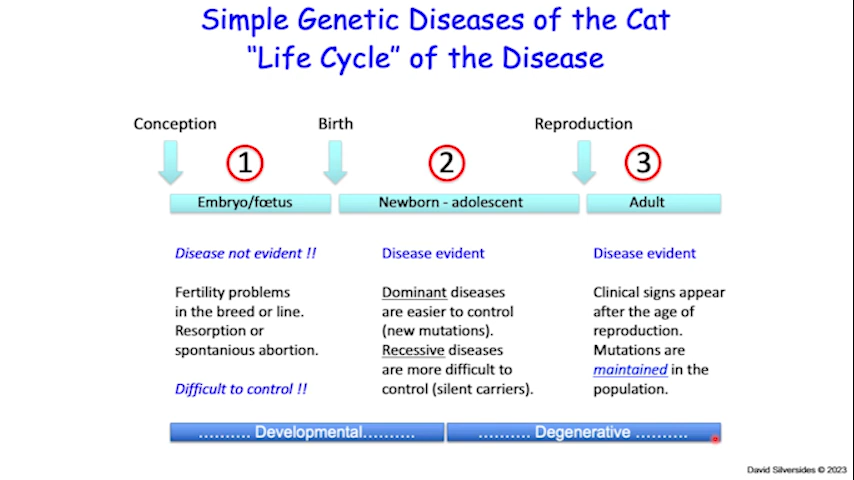 Simple Genetic Diseases of the Cat
“Life Cycle” of the Disease
Conception
Birth
Reproduction
1
2
3
Embryo/fœtus
Newborn - adolescent
Adult
Disease not evident !!
Fertility problems
in the breed or line.
Resorption or
spontanious abortion.
Difficult to control !!
Disease evident
Dominant diseases
are easier to control
(new mutations).
Recessive diseases
are more difficult to
control (silent carriers).
Disease evident
Clinical signs appear
after the age of
reproduction.
Mutations are
maintained in the
population.
.......... Developmental..........
.......... Degenerative ..........
David Silversides © 2023